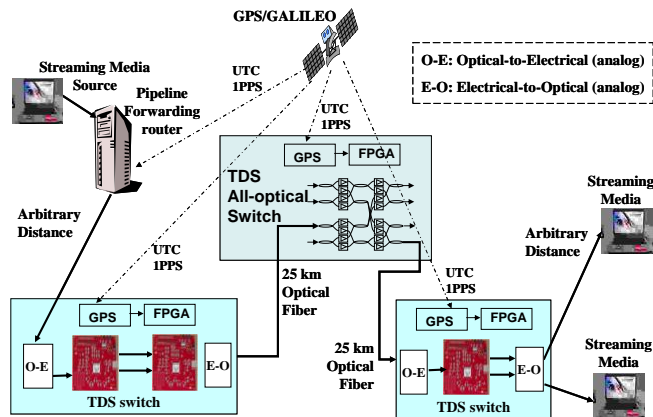 GPS/GALILEO
O-E: Optically-to-Electrical (analog)
E-O: Electrical-to-Optical (analog)
Streaming Media
Source
Pipeline
Forwarding
router
UTC
1PPS
UTC
1PPS
GPS
FPGA
TDS
All-optical
Switch
Streaming
Media
Arbitrary
Distance
Arbitrary
Distance
UTC
1PPS
UTC
1PPS
25 km
Optical
Fiber
GPS
FPGA
O-E
E-O
TDS switch
25 km
Optical
Fiber
GPS
FPGA
O-E
E-O
TDS switch
Streaming
Media